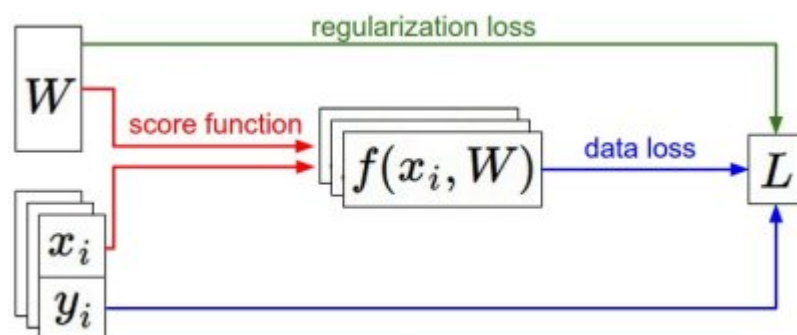 regularization loss
W
score function
f(x_i, W)
data loss
L
x_i
y_i